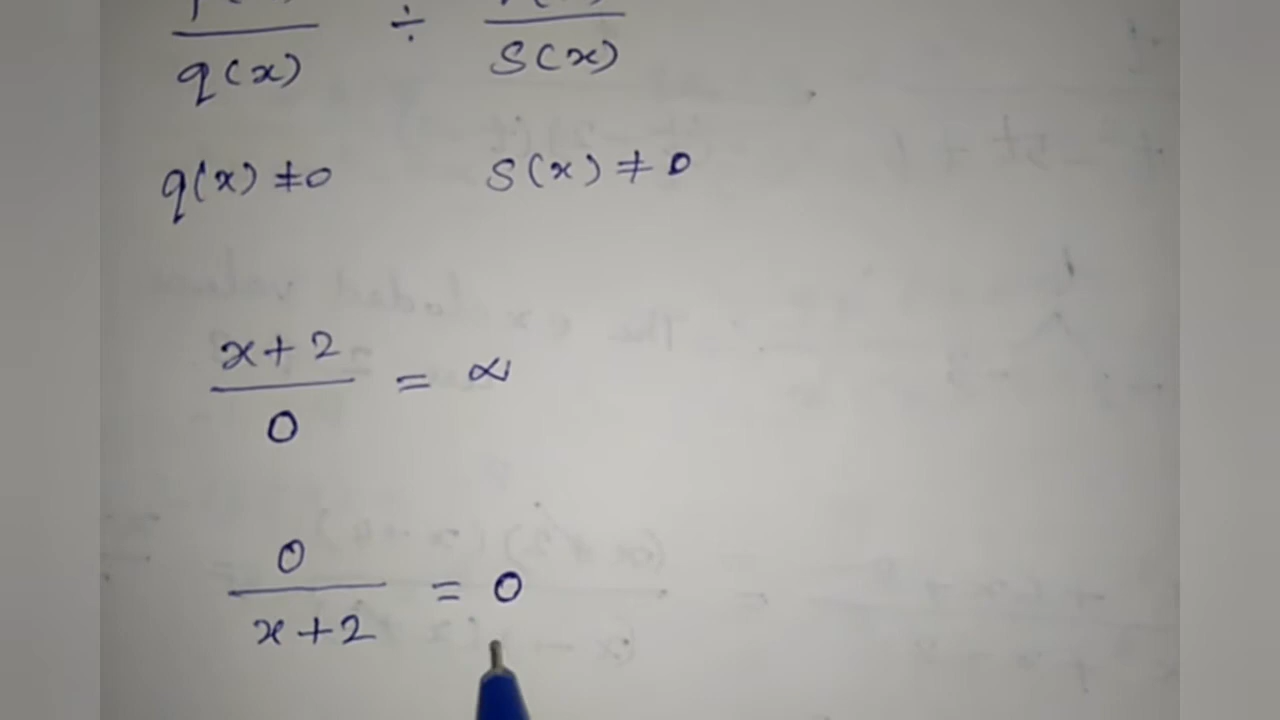 q(x) ÷ S(x)
q(x) ≠0 S(x) ≠ 0
x+2
0
= ∞
0
x+2
= 0